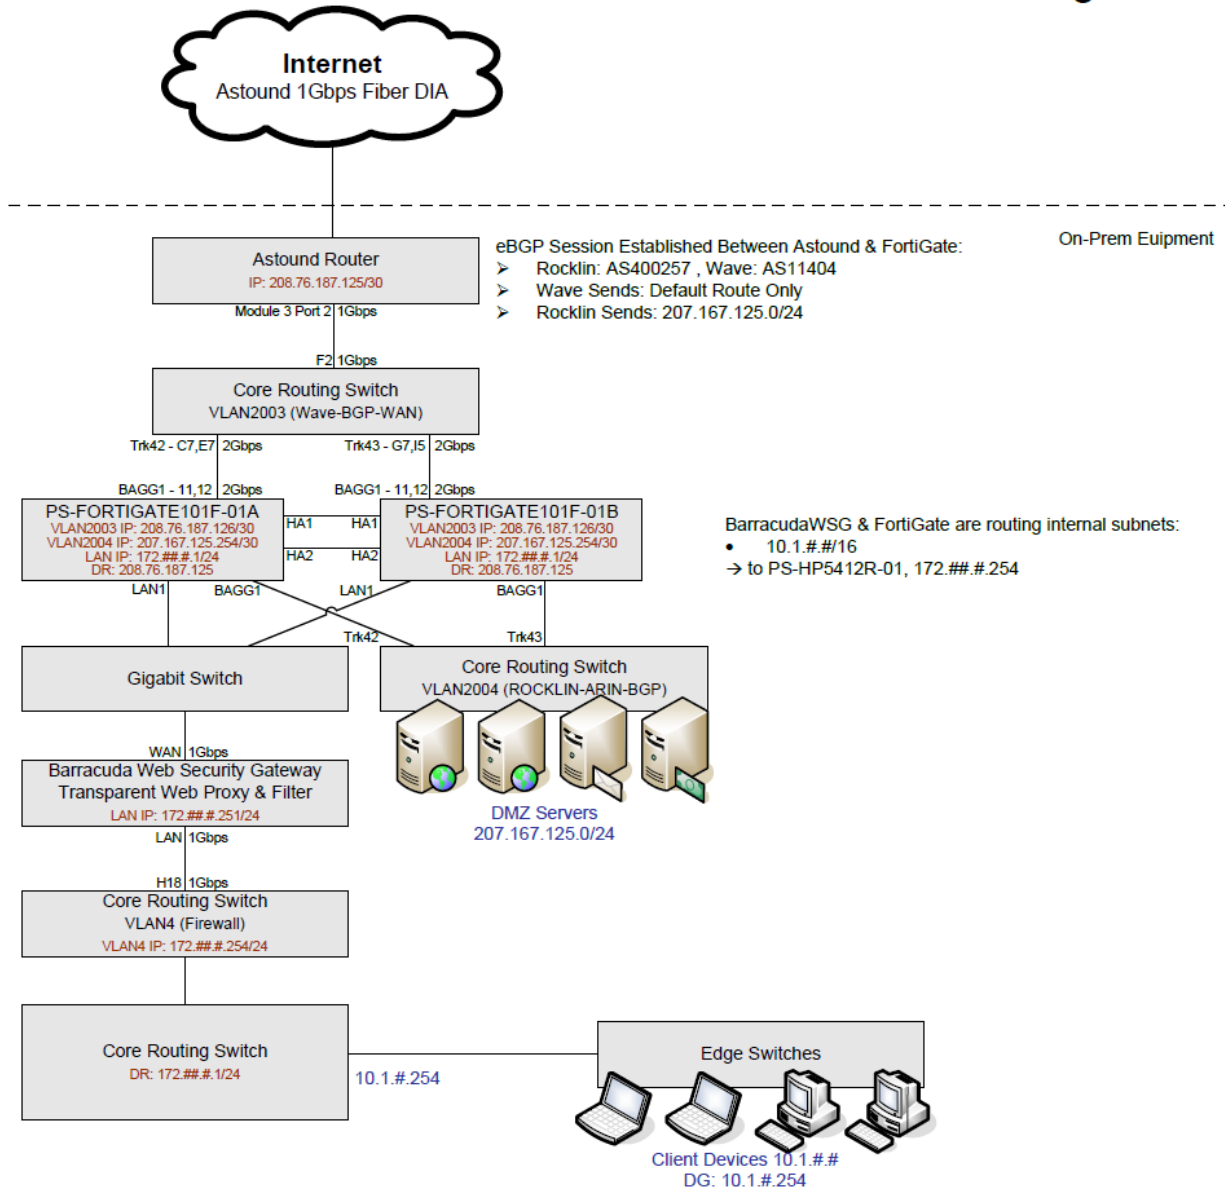 Internet
Astound 1Gbps Fiber DIA
On-Prem Euipment
Astound Router
IP: 208.76.187.125/30
eBGP Session Established Between Astound & FortiGate:
➢ Rocklin: AS400257 , Wave: AS11404
➢ Wave Sends: Default Route Only
➢ Rocklin Sends: 207.167.125.0/24
Module 3 Port 2 1Gbps
F2 1Gbps
Core Routing Switch
VLAN2003 (Wave-BGP-WAN)
Trk42 - C7,E7 2Gbps
Trk43 - G7,I5 2Gbps
BAGG1 - 11,12 2Gbps
BAGG1 - 11,12 2Gbps
PS-FORTIGATE101F-01A
VLAN2003 IP: 208.76.187.126/30
VLAN2004 IP: 207.167.125.254/30
LAN IP: 172.##.#.1/24
DR: 208.76.187.125
HA1 HA1
HA2 HA2
PS-FORTIGATE101F-01B
VLAN2003 IP: 208.76.187.126/30
VLAN2004 IP: 207.167.125.254/30
LAN IP: 172.##.#.1/24
DR: 208.76.187.125
BarracudaWSG & FortiGate are routing internal subnets:
• 10.1.#.#/16
→ to PS-HP5412R-01, 172.##.#.254
LAN1 BAGG1 LAN1 BAGG1
Trk42 Trk43
Gigabit Switch
Core Routing Switch
VLAN2004 (ROCKLIN-ARIN-BGP)
DMZ Servers
207.167.125.0/24
WAN 1Gbps
Barracuda Web Security Gateway
Transparent Web Proxy & Filter
LAN IP: 172.##.#.251/24
LAN 1Gbps
H18 1Gbps
Core Routing Switch
VLAN4 (Firewall)
VLAN4 IP: 172.##.#.254/24
Core Routing Switch
DR: 172.##.#.1/24
10.1.#.254
Edge Switches
Client Devices 10.1.#.#
DG: 10.1.#.254